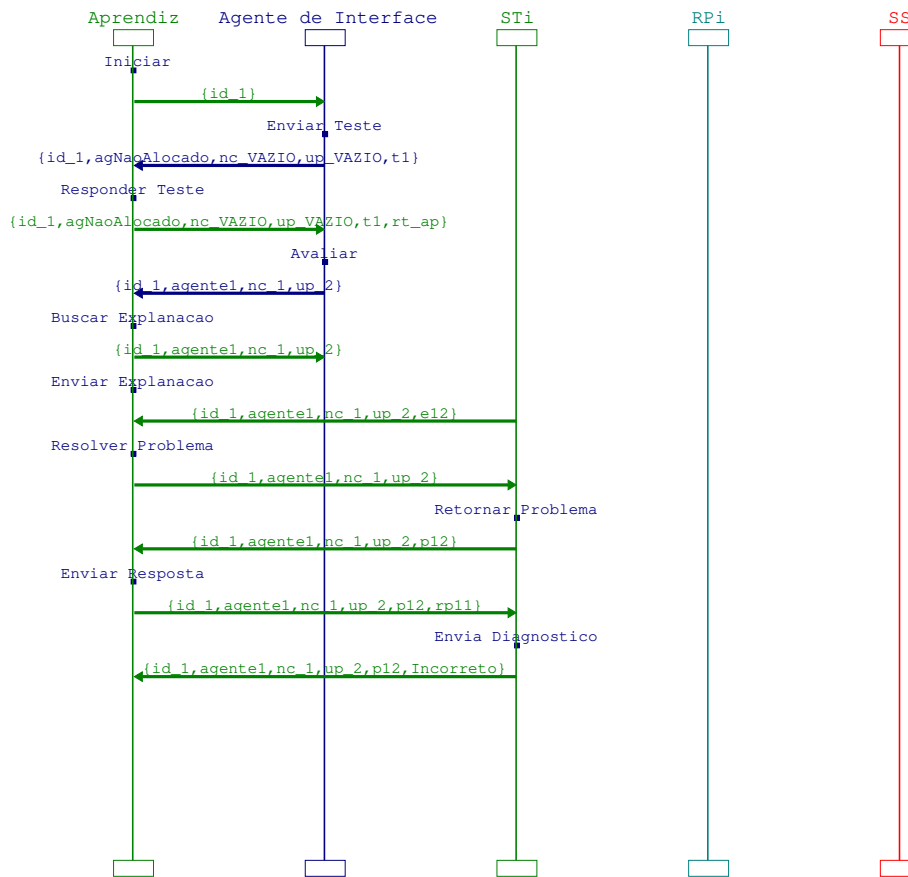 Aprendiz Agente de Interface STi RPi SS
Iniciar
{id_1}
Enviar Teste
{id_1,agNaoAlocado,nc_VAZIO,up_VAZIO,t1}
Responder Teste
{id_1,agNaoAlocado,nc_VAZIO,up_VAZIO,t1,rt_ap}
Avaliar
{id_1,agente1,nc_1,up_2}
Buscar Explanacao
{id_1,agente1,nc_1,up_2}
Enviar Explanacao
{id_1,agente1,nc_1,up_2,e12}
Resolver Problema
{id_1,agente1,nc_1,up_2}
Retornar Problema
{id_1,agente1,nc_1,up_2,p12}
Enviar Resposta
{id_1,agente1,nc_1,up_2,p12,rp11}
Envia Diagnostico
{id_1,agente1,nc_1,up_2,p12,Incorreto}